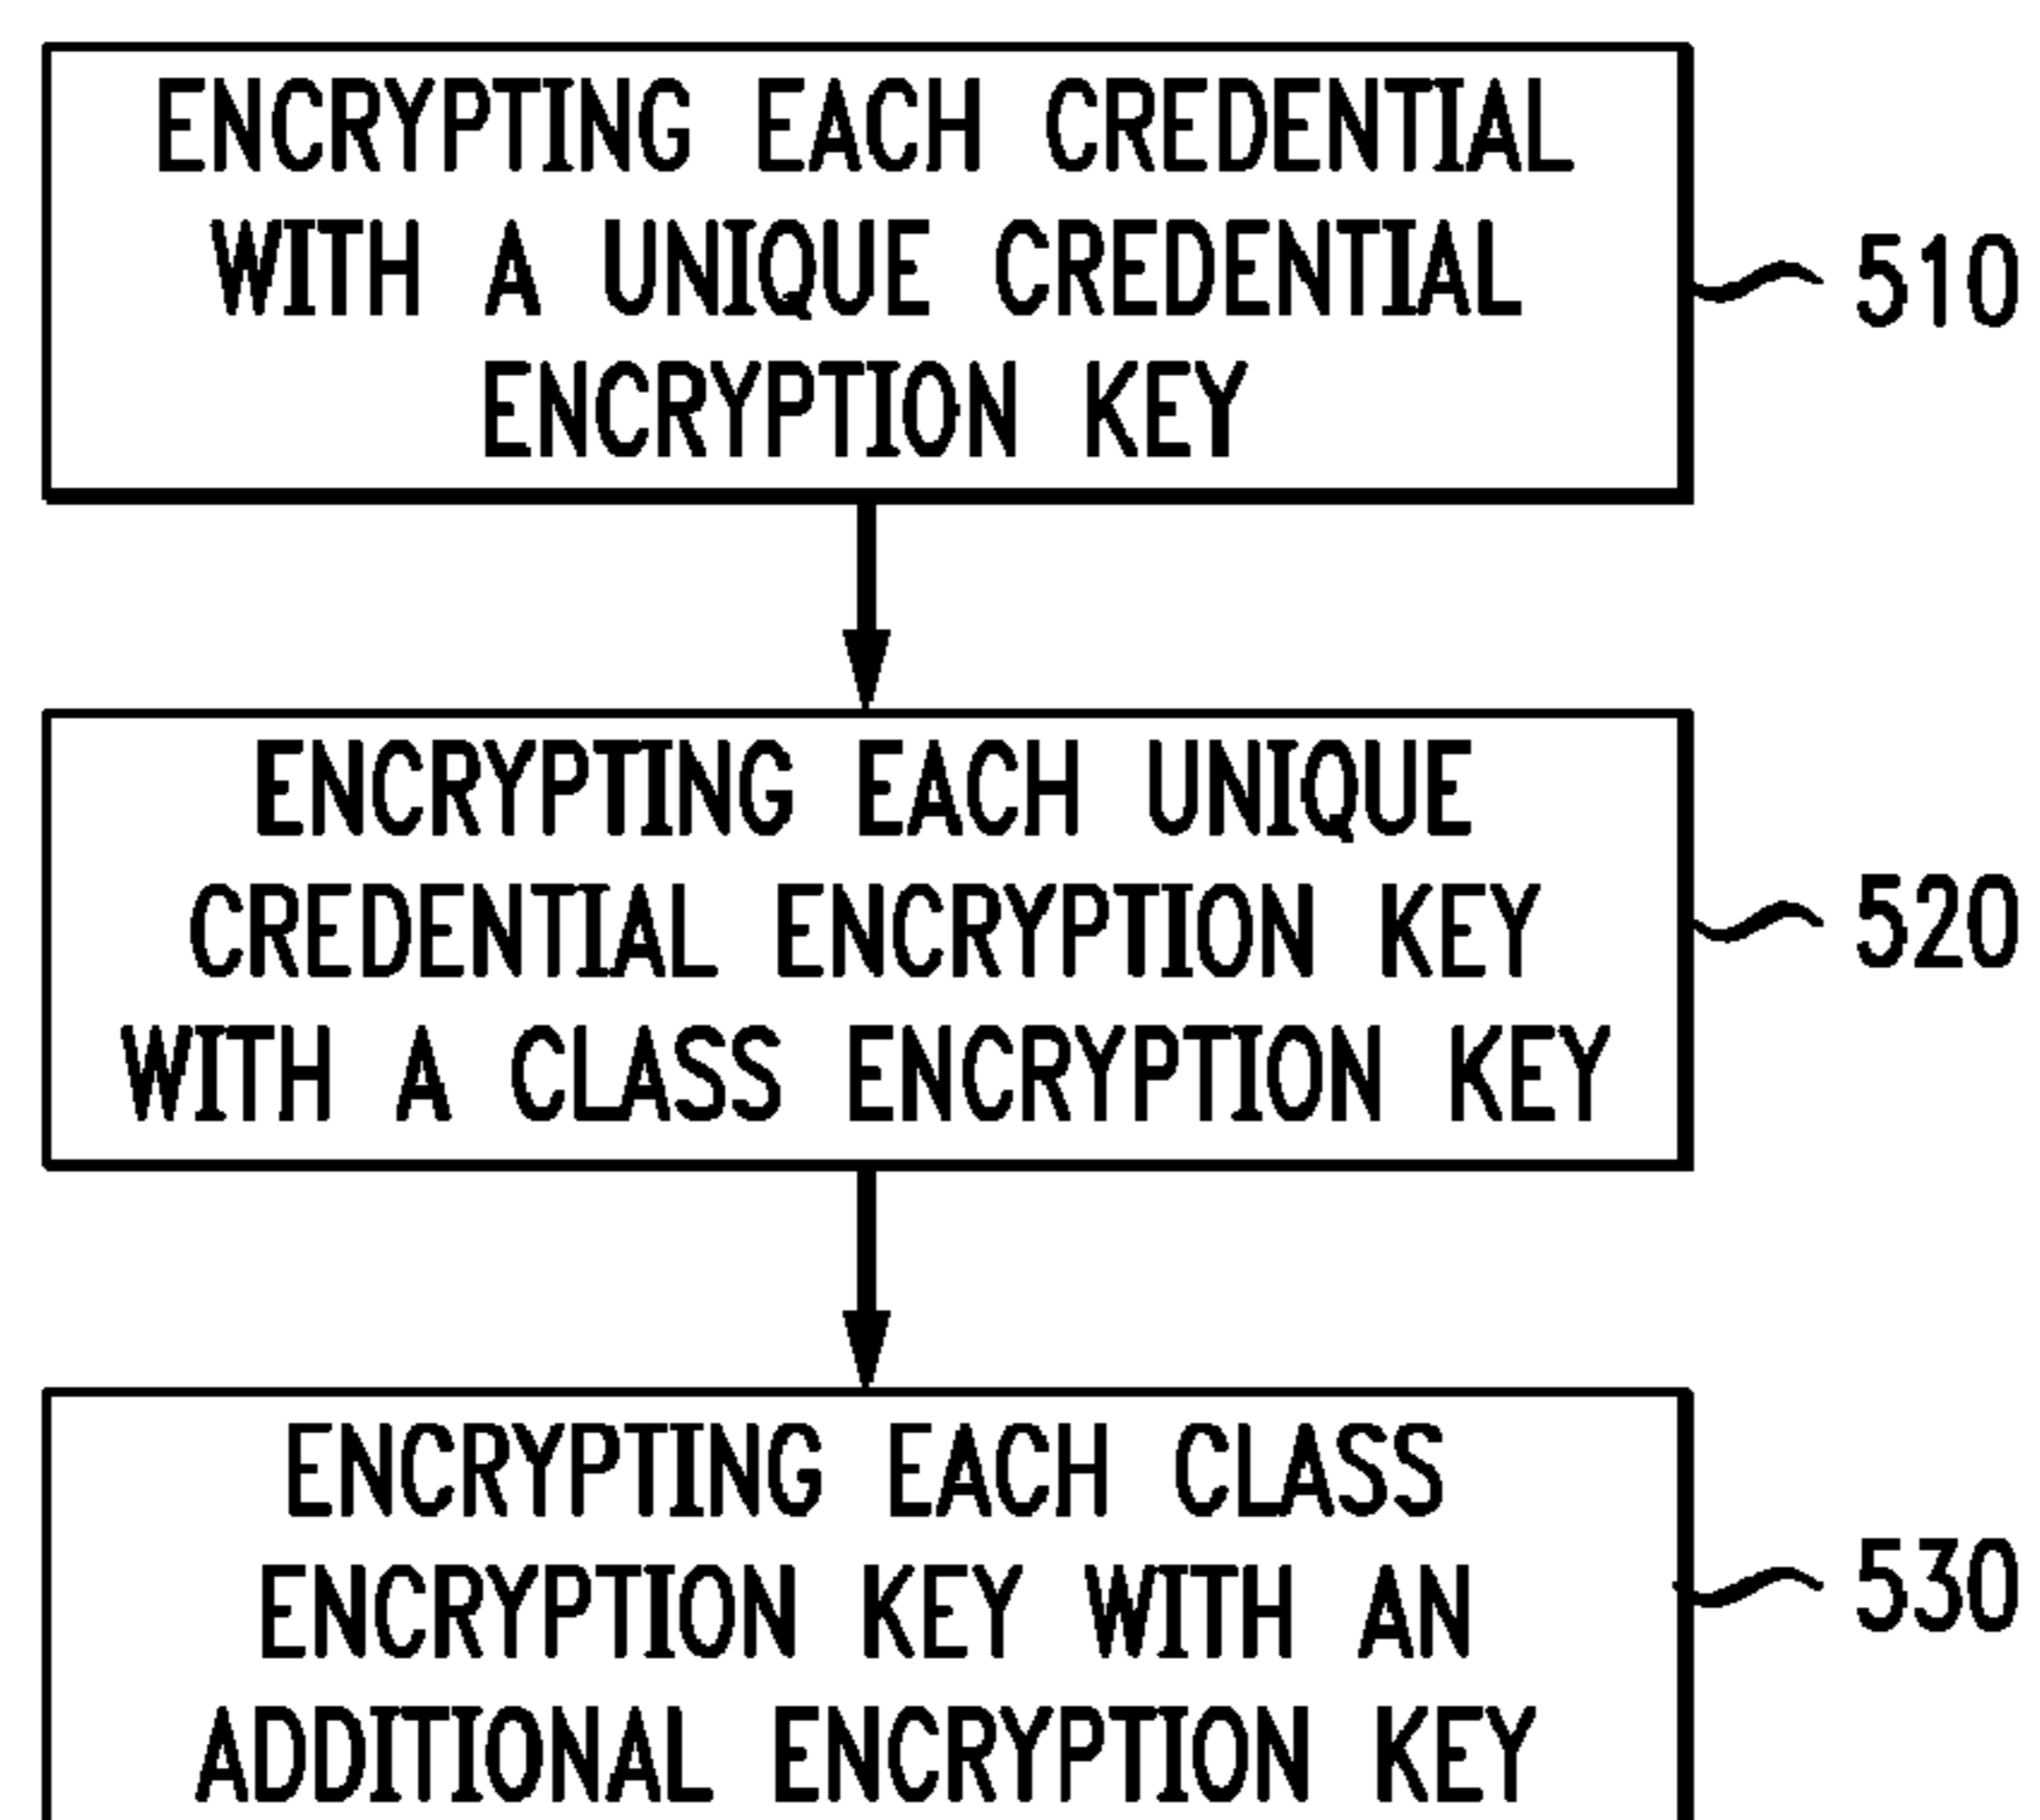 ENCRYPTING EACH CREDENTIAL
WITH A UNIQUE CREDENTIAL
ENCRYPTION KEY
510
ENCRYPTING EACH UNIQUE
CREDENTIAL ENCRYPTION KEY
WITH A CLASS ENCRYPTION KEY
520
ENCRYPTING EACH CLASS
ENCRYPTION KEY WITH AN
ADDITIONAL ENCRYPTION KEY
530